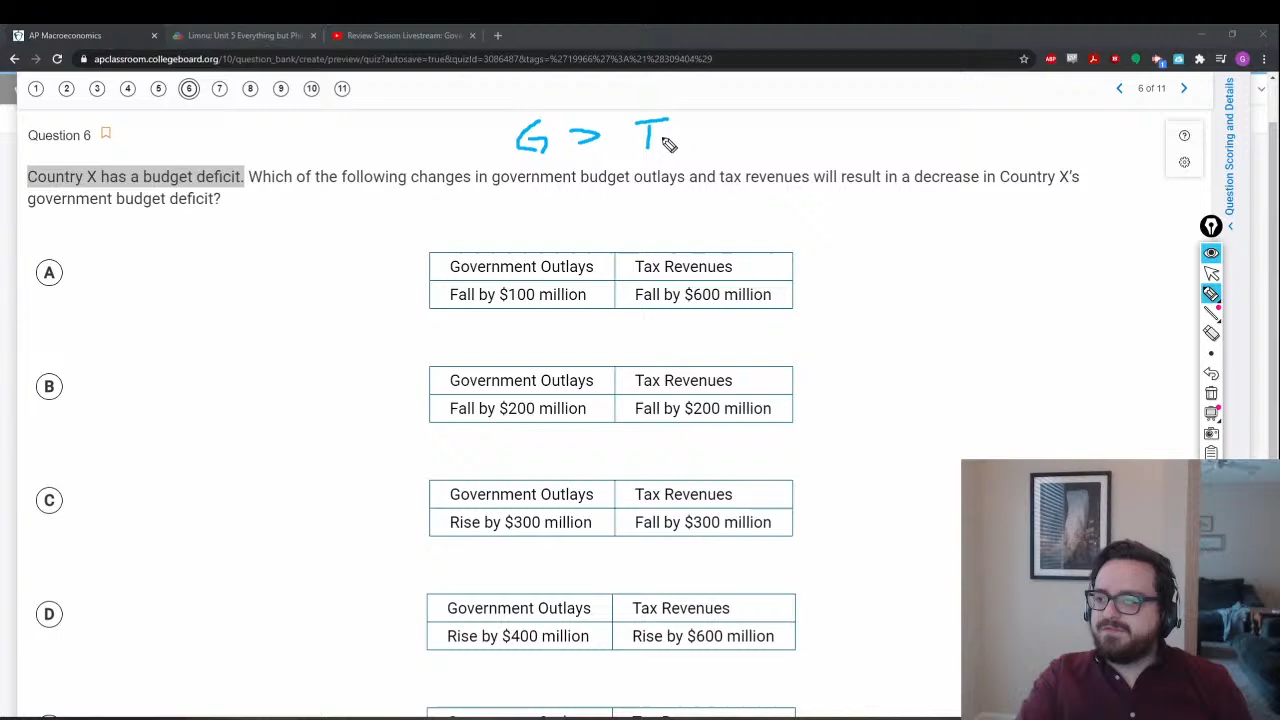 AP Macroeconomics
Limnu: Unit 5 Everything but Ph
Review Session Livestream: Gov
apclassroom.collegeboard.org/10/question_bank/create/preview/quiz?autosave=true&quizId=3086487&tags=%2719966%27%3A%21%28309404%29
1 2 3 4 5 6 7 8 9 10 11
6 of 11
Question 6
G > T
Country X has a budget deficit. Which of the following changes in government budget outlays and tax revenues will result in a decrease in Country X's
government budget deficit?
Question Scoring and Details
A
Government Outlays Tax Revenues
Fall by $100 million Fall by $600 million
B
Government Outlays Tax Revenues
Fall by $200 million Fall by $200 million
C
Government Outlays Tax Revenues
Rise by $300 million Fall by $300 million
D
Government Outlays Tax Revenues
Rise by $400 million Rise by $600 million